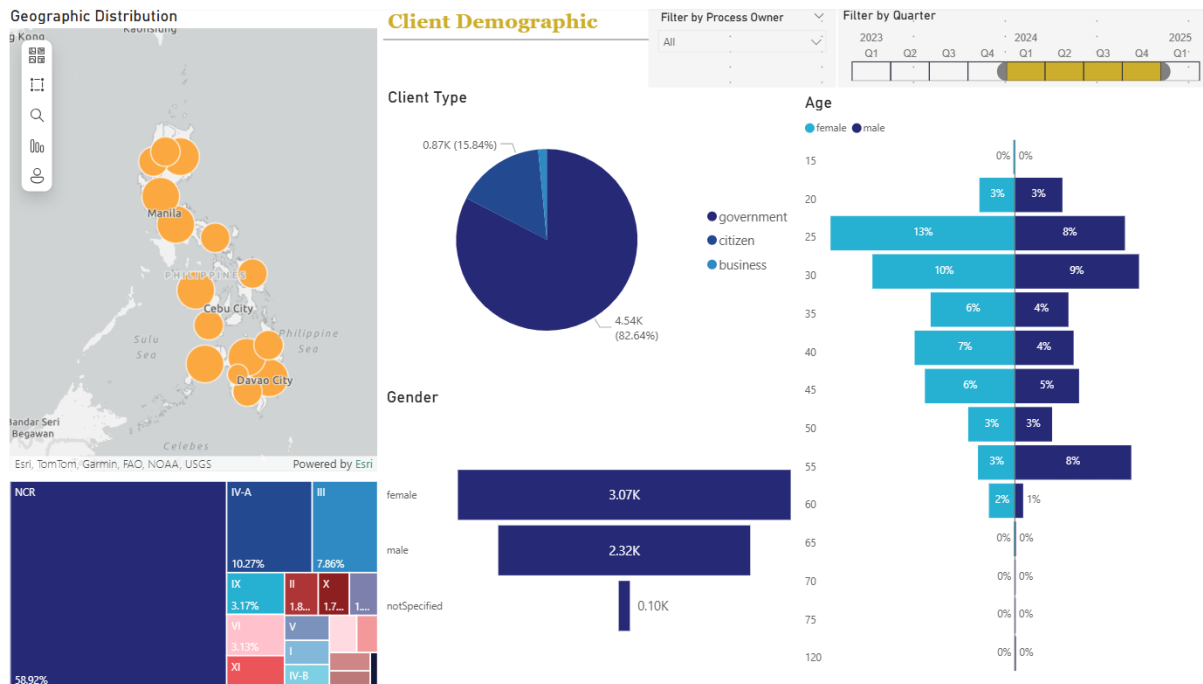 Geographic Distribution
Client Demographic
Filter by Process Owner
All
Filter by Quarter
2023
2024
2025
Q1
Q2
Q3
Q4
Q1
Q2
Q3
Q4
Q1
Kaohsiung
g Kong
Manila
PHILIPPINES
Cebu City
Sulu
Sea
Philippine
Sea
Davao City
Bandar Seri
Begawan
Celebes
Esri, TomTom, Garmin, FAO, NOAA, USGS
Powered by Esri
NCR
58.92%
IV-A
10.27%
III
7.86%
IX
3.17%
II
1.8...
X
1.7...
1....
VI
3.13%
V
I
XI
IV-B
Client Type
0.87K (15.84%)
4.54K
(82.64%)
government
citizen
business
Gender
female
3.07K
male
2.32K
notSpecified
0.10K
Age
female
male
15
0%
0%
20
3%
3%
25
13%
8%
30
10%
9%
35
6%
4%
40
7%
4%
45
6%
5%
50
3%
3%
55
3%
8%
60
2%
1%
65
0%
0%
70
0%
0%
75
0%
0%
120
0%
0%